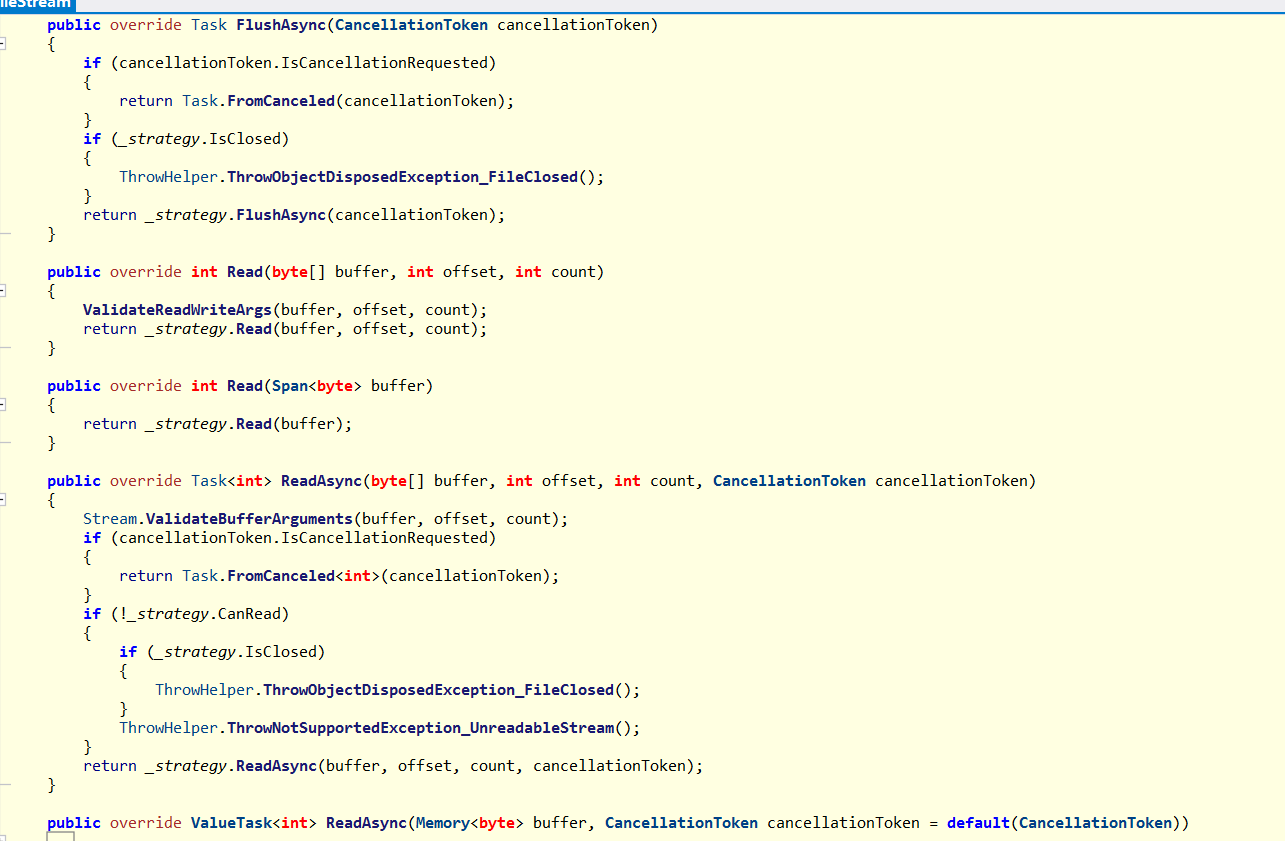 ileStream
public override Task FlushAsync(CancellationToken cancellationToken)
{
if (cancellationToken.IsCancellationRequested)
{
return Task.FromCanceled(cancellationToken);
}
if (_strategy.IsClosed)
{
ThrowHelper.ThrowObjectDisposedException_FileClosed();
}
return _strategy.FlushAsync(cancellationToken);
}
public override int Read(byte[] buffer, int offset, int count)
{
ValidateReadWriteArgs(buffer, offset, count);
return _strategy.Read(buffer, offset, count);
}
public override int Read(Span<byte> buffer)
{
return _strategy.Read(buffer);
}
public override Task<int> ReadAsync(byte[] buffer, int offset, int count, CancellationToken cancellationToken)
{
Stream.ValidateBufferArguments(buffer, offset, count);
if (cancellationToken.IsCancellationRequested)
{
return Task.FromCanceled<int>(cancellationToken);
}
if (!_strategy.CanRead)
{
if (_strategy.IsClosed)
{
ThrowHelper.ThrowObjectDisposedException_FileClosed();
}
ThrowHelper.ThrowNotSupportedException_UnreadableStream();
}
return _strategy.ReadAsync(buffer, offset, count, cancellationToken);
}
public override ValueTask<int> ReadAsync(Memory<byte> buffer, CancellationToken cancellationToken = default(CancellationToken))